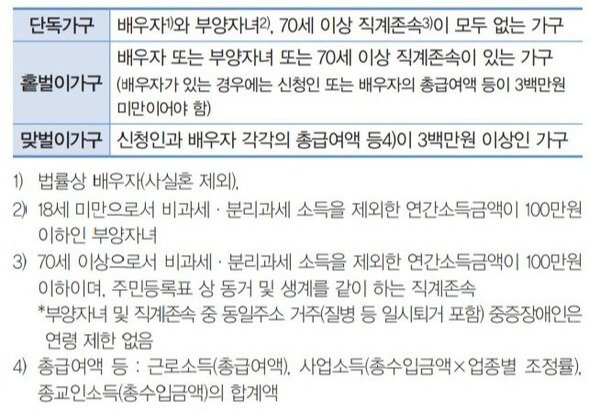 단독가구 배우자1)와 부양자녀2), 70세 이상 직계존속3)이 모두 없는 가구
홑벌이가구 배우자 또는 부양자녀 또는 70세 이상 직계존속이 있는 가구
(배우자가 있는 경우에는 신청인 또는 배우자의 총급여액 등이 3백만원
미만이어야 함)
맞벌이가구 신청인과 배우자 각각의 총급여액 등4)이 3백만원 이상인 가구
1) 법률상 배우자(사실혼 제외),
2) 18세 미만으로서 비과세·분리과세 소득을 제외한 연간소득금액이 100만원
이하인 부양자녀
3) 70세 이상으로서 비과세·분리과세 소득을 제외한 연간소득금액이 100만원
이하이며, 주민등록표 상 동거 및 생계를 같이 하는 직계존속
*부양자녀 및 직계존속 중 동일주소 거주(질병 등 일시퇴거 포함) 중증장애인은
연령 제한 없음
4) 총급여액 등 : 근로소득(총급여액), 사업소득(총수입금액×업종별 조정률),
종교인소득(총수입금액)의 합계액